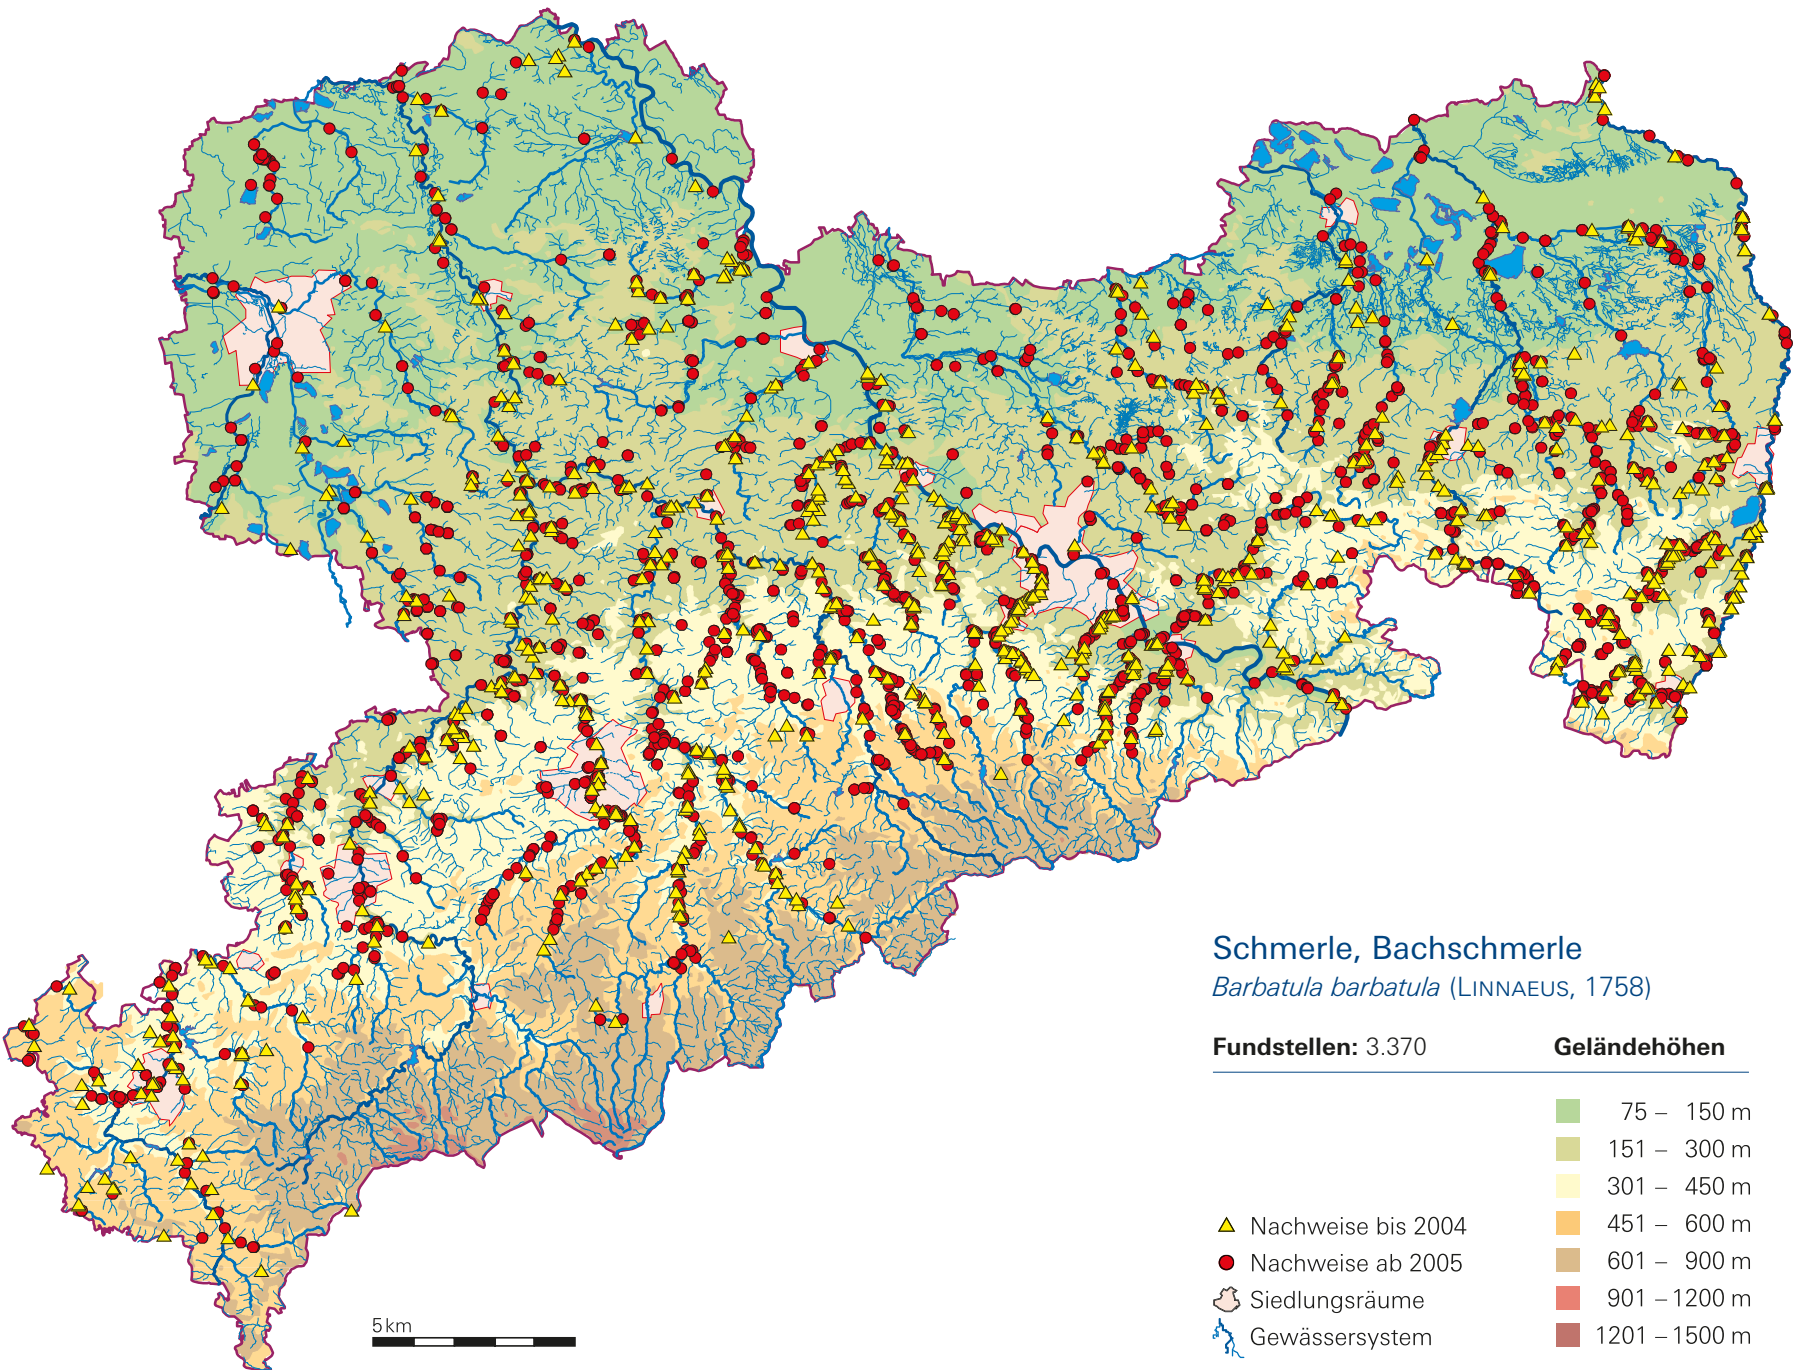 Schmerle, Bachschmerle
Barbatula barbatula (LINNAEUS, 1758)
Fundstellen: 3.370
Geländehöhen
75 – 150 m
151 – 300 m
301 – 450 m
451 – 600 m
601 – 900 m
901 – 1200 m
1201 – 1500 m
Nachweise bis 2004
Nachweise ab 2005
Siedlungsräume
Gewässersystem
5 km